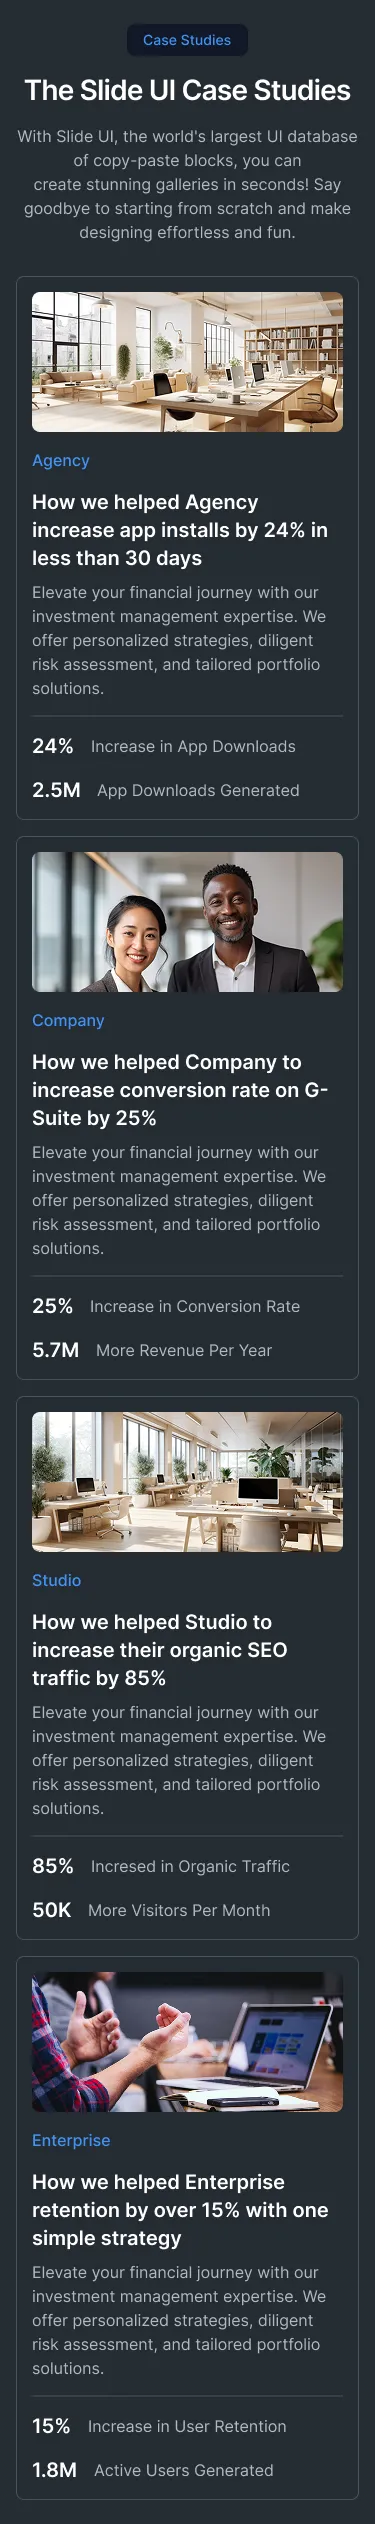 Case Studies
The Slide UI Case Studies
With Slide UI, the world's largest UI database
of copy-paste blocks, you can
create stunning galleries in seconds! Say
goodbye to starting from scratch and make
designing effortless and fun.
Agency
How we helped Agency
increase app installs by 24% in
less than 30 days
Elevate your financial journey with our
investment management expertise. We
offer personalized strategies, diligent
risk assessment, and tailored portfolio
solutions.
24% Increase in App Downloads
2.5M App Downloads Generated
Company
How we helped Company to
increase conversion rate on G-
Suite by 25%
Elevate your financial journey with our
investment management expertise. We
offer personalized strategies, diligent
risk assessment, and tailored portfolio
solutions.
25% Increase in Conversion Rate
5.7M More Revenue Per Year
Studio
How we helped Studio to
increase their organic SEO
traffic by 85%
Elevate your financial journey with our
investment management expertise. We
offer personalized strategies, diligent
risk assessment, and tailored portfolio
solutions.
85% Incresed in Organic Traffic
50K More Visitors Per Month
Enterprise
How we helped Enterprise
retention by over 15% with one
simple strategy
Elevate your financial journey with our
investment management expertise. We
offer personalized strategies, diligent
risk assessment, and tailored portfolio
solutions.
15% Increase in User Retention
1.8M Active Users Generated